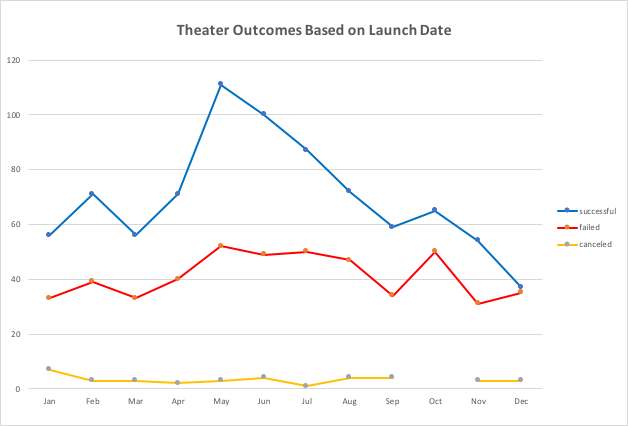 Theater Outcomes Based on Launch Date
120
100
80
60
40
20
0
Jan Feb Mar Apr May Jun Jul Aug Sep Oct Nov Dec
successful
failed
canceled